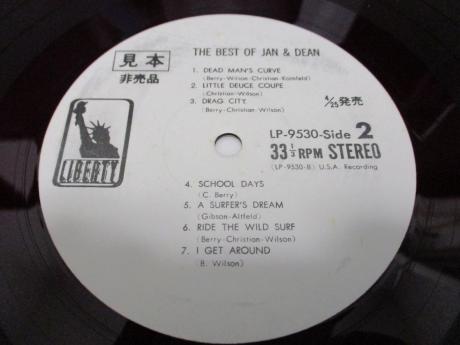 見本
非売品
THE BEST OF JAN & DEAN
1. DEAD MAN'S CURVE
(Berry-Wilson-Christian-Kornfeld)
2. LITTLE DEUCE COUPE
(Christian-Wilson)
3. DRAG CITY
(Berry-Christian-Wilson)
4/25発売
LIBERTY
LP-9530-Side 2
33 1/3 RPM STEREO
(LP-9530-B) U.S.A. Recording
4. SCHOOL DAYS
(C. Berry)
5. A SURFER'S DREAM
(Gibson-Altfeld)
6. RIDE THE WILD SURF
(Berry-Christian-Wilson)
7. I GET AROUND
(B. Wilson)